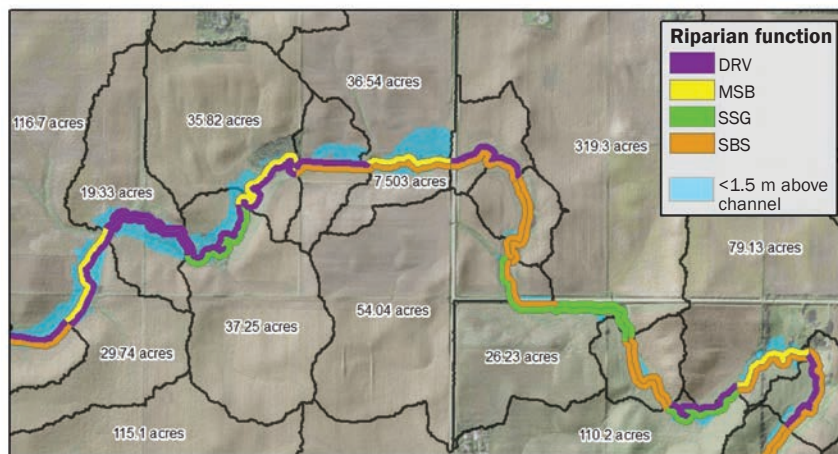 Riparian function
DRV
MSB
SSG
SBS
<1.5 m above
channel
36.54 acres
116.7 acres
35.82 acres
319.3 acres
19.33 acres
7.503 acres
79.13 acres
54.04 acres
37.25 acres
29.74 acres
26.23 acres
115.1 acres
110.2 acres